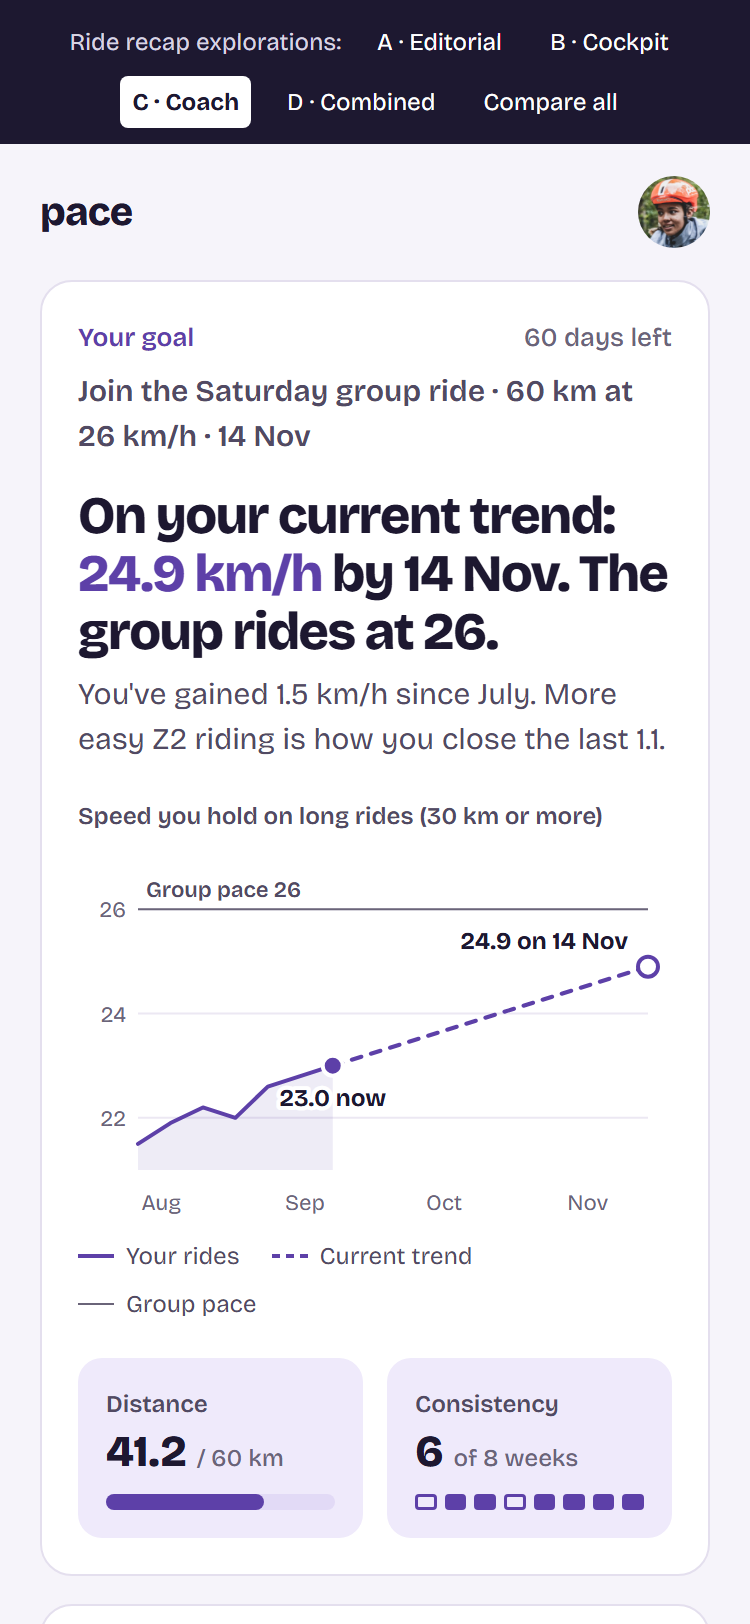 Ride recap explorations: A · Editorial B · Cockpit
C · Coach D · Combined Compare all
pace
Your goal 60 days left
Join the Saturday group ride · 60 km at
26 km/h · 14 Nov
On your current trend:
24.9 km/h by 14 Nov. The
group rides at 26.
You've gained 1.5 km/h since July. More
easy Z2 riding is how you close the last 1.1.
Speed you hold on long rides (30 km or more)
Group pace 26
26
24.9 on 14 Nov
24
23.0 now
22
Aug Sep Oct Nov
Your rides Current trend
Group pace
Distance Consistency
41.2 / 60 km 6 of 8 weeks